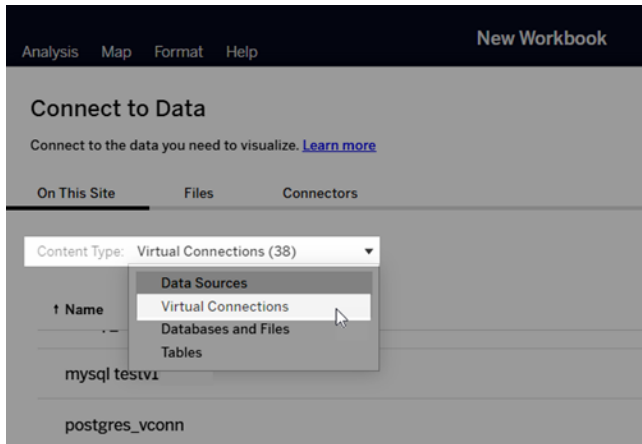 New Workbook
Analysis Map Format Help
Connect to Data
Connect to the data you need to visualize. Learn more
On This Site Files Connectors
Content Type: Virtual Connections (38)
Data Sources
↑ Name
Virtual Connections
Databases and Files
Tables
mysql testv1
postgres_vconn